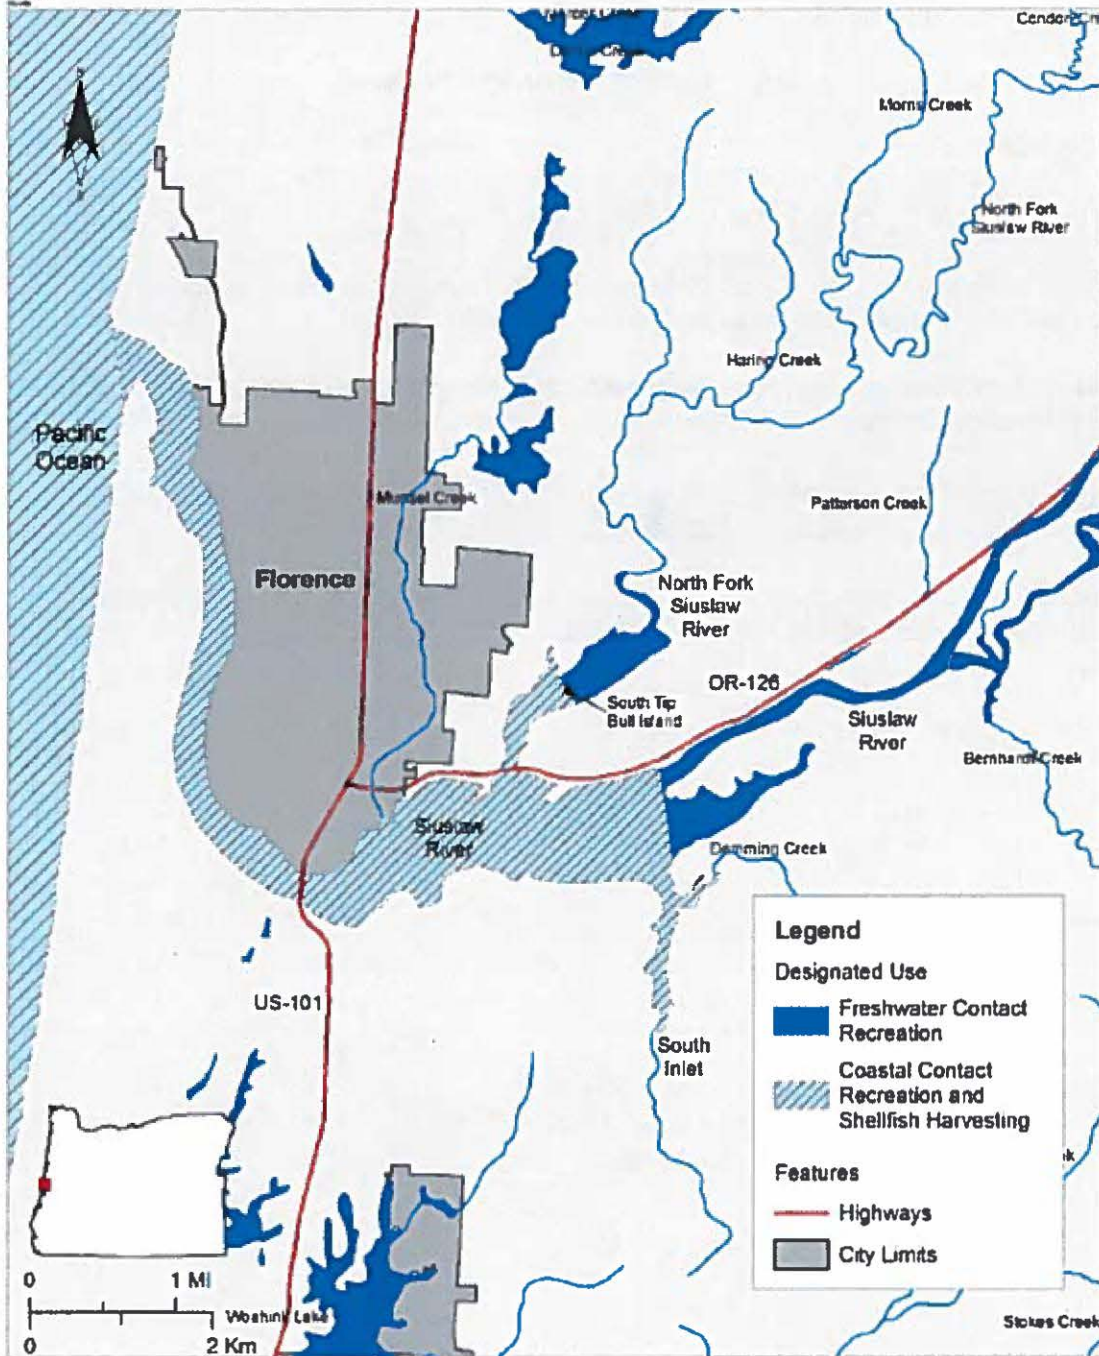 Condon
Morris Creek
North Fork
Siuslaw River
Haring Creek
Pacific
Ocean
Mussel Creek
Patterson Creek
Florence
North Fork
Siuslaw
River
OR-126
South Tip
Bull Island
Siuslaw
River
Bernhardt Creek
Siuslaw
River
Demming Creek
Legend
Designated Use
Freshwater Contact
Recreation
Coastal Contact
Recreation and
Shellfish Harvesting
Features
Highways
City Limits
US-101
South
Inlet
0 1 MI
0 2 Km
Woahink Lake
Stokes Creek